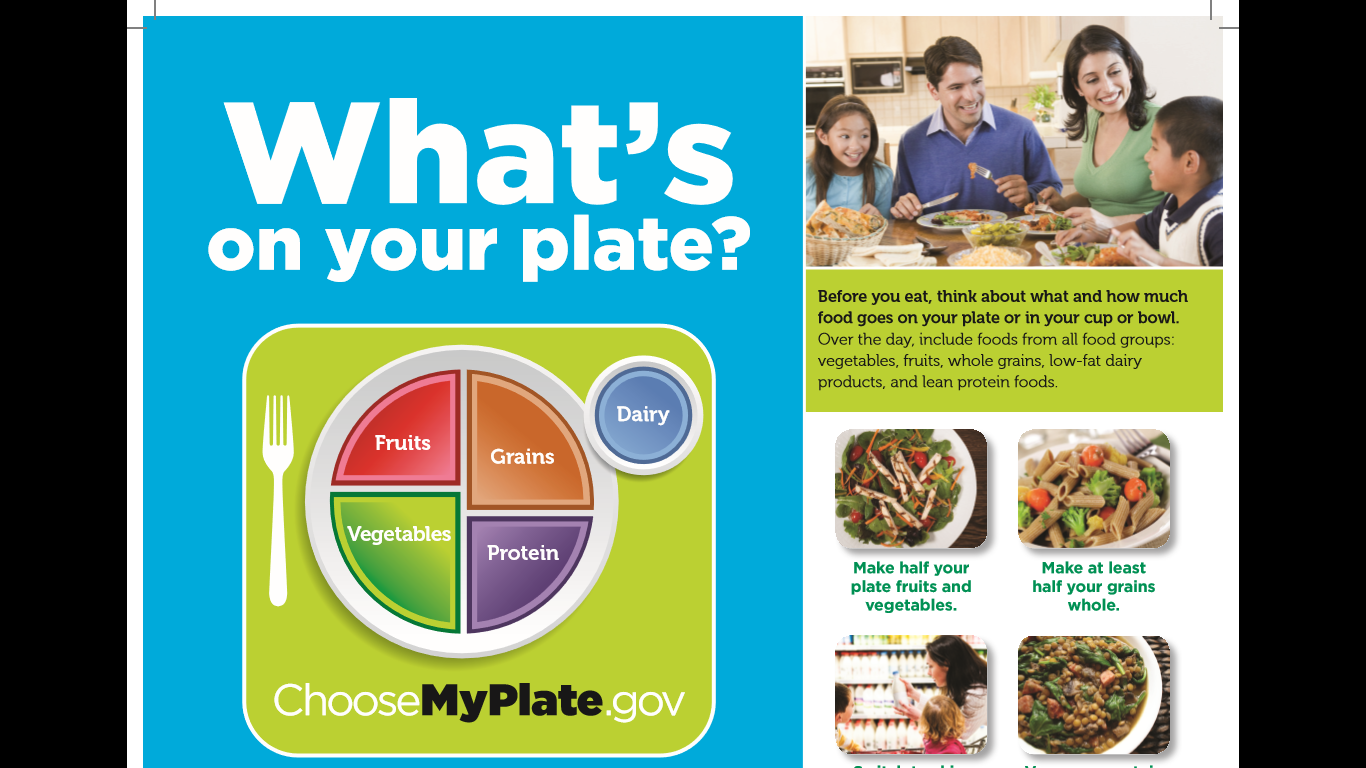 What's
on your plate?
Fruits
Grains
Dairy
Vegetables
Protein
ChooseMyPlate.gov
Before you eat, think about what and how much
food goes on your plate or in your cup or bowl.
Over the day, include foods from all food groups:
vegetables, fruits, whole grains, low-fat dairy
products, and lean protein foods.
Make half your
plate fruits and
vegetables.
Make at least
half your grains
whole.